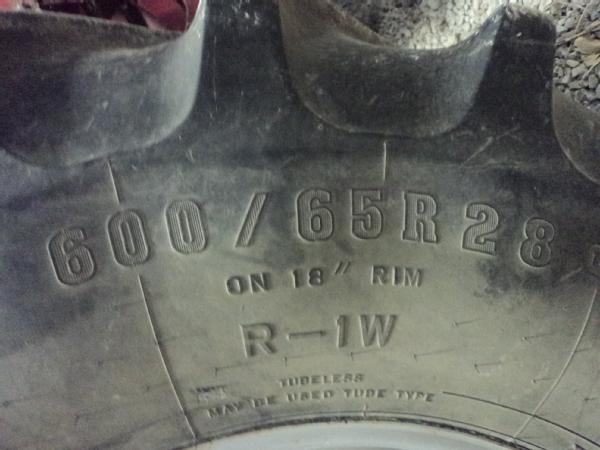 600/65R28
ON 18" RIM
R-1W
TUBELESS
MAY BE USED TUBE TYPE